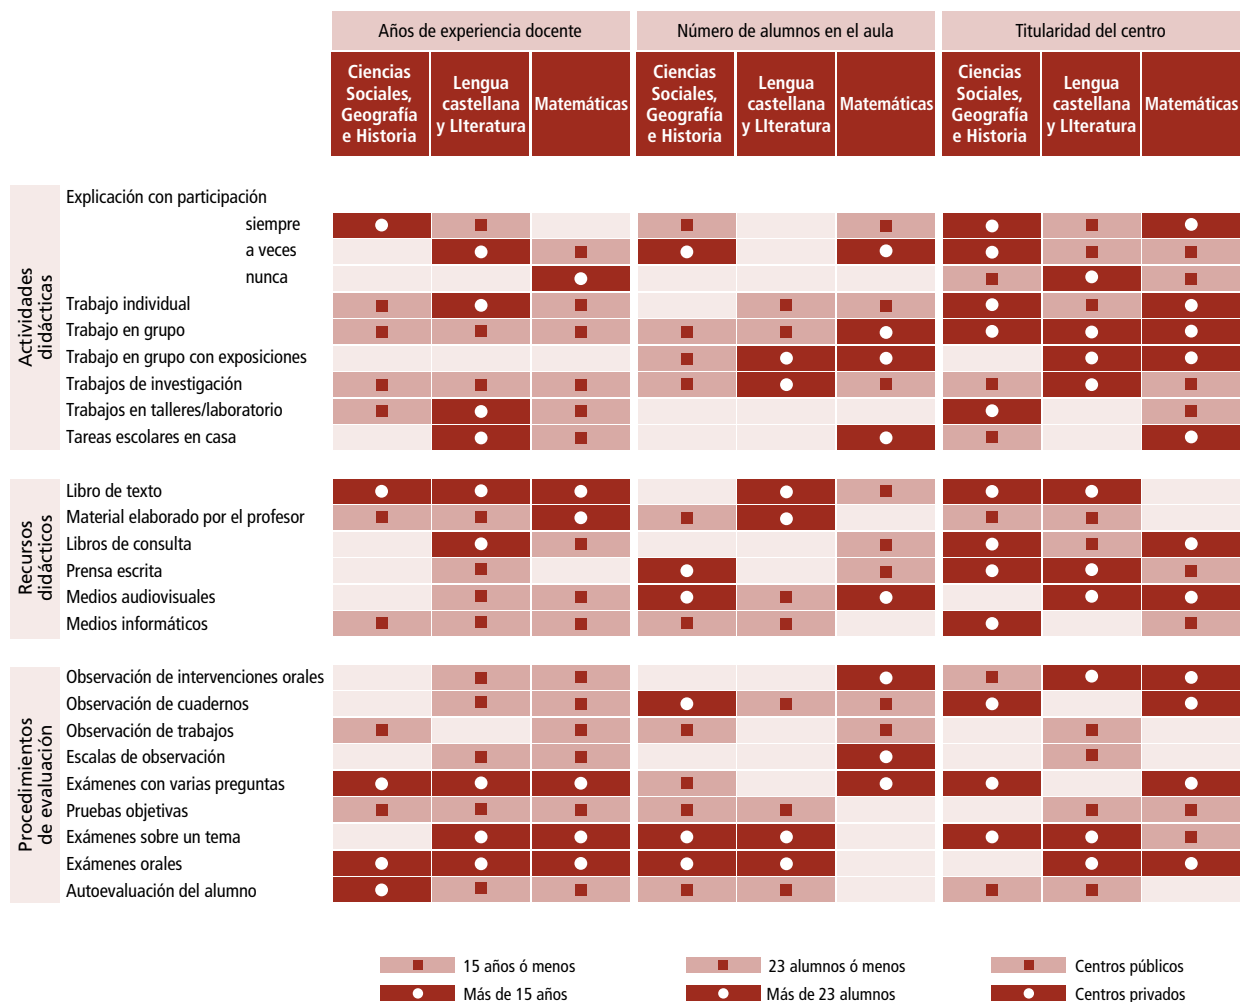 Años de experiencia docente
Número de alumnos en el aula
Titularidad del centro
Ciencias
Sociales,
Geografía
e Historia
Lengua
castellana
y LIteratura
Matemáticas
Ciencias
Sociales,
Geografía
e Historia
Lengua
castellana
y LIteratura
Matemáticas
Ciencias
Sociales,
Geografía
e Historia
Lengua
castellana
y LIteratura
Matemáticas
Actividades
didácticas
Explicación con participación
siempre
a veces
nunca
Trabajo individual
Trabajo en grupo
Trabajo en grupo con exposiciones
Trabajos de investigación
Trabajos en talleres/laboratorio
Tareas escolares en casa
Recursos
didácticos
Libro de texto
Material elaborado por el profesor
Libros de consulta
Prensa escrita
Medios audiovisuales
Medios informáticos
Procedimientos
de evaluación
Observación de intervenciones orales
Observación de cuadernos
Observación de trabajos
Escalas de observación
Exámenes con varias preguntas
Pruebas objetivas
Exámenes sobre un tema
Exámenes orales
Autoevaluación del alumno
15 años ó menos
23 alumnos ó menos
Centros públicos
Más de 15 años
Más de 23 alumnos
Centros privados